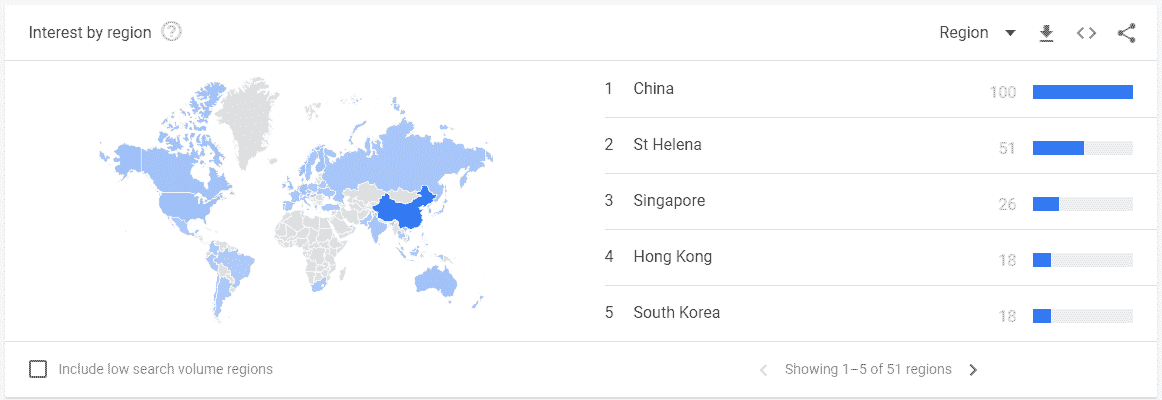 Interest by region ?
Region
1 China 100
2 St Helena 51
3 Singapore 26
4 Hong Kong 18
5 South Korea 18
Include low search volume regions
Showing 1–5 of 51 regions